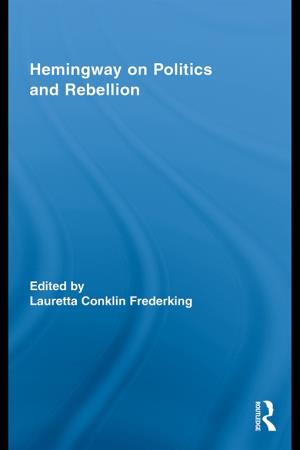 Hemingway on Politics
and Rebellion
Edited by
Lauretta Conklin Frederking
ROUTLEDGE